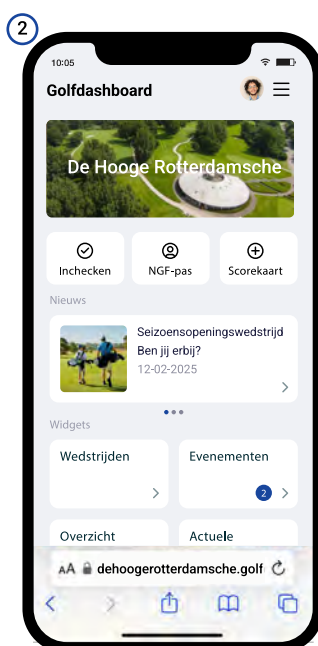 2
10:05
Golfdashboard
De Hooge Rotterdamsche
Inchecken
NGF-pas
Scorekaart
Nieuws
Seizoensopeningswedstrijd
Ben jij erbij?
12-02-2025
Widgets
Wedstrijden
Evenementen
2
Overzicht
Actuele
AA dehoogerotterdamsche.golf